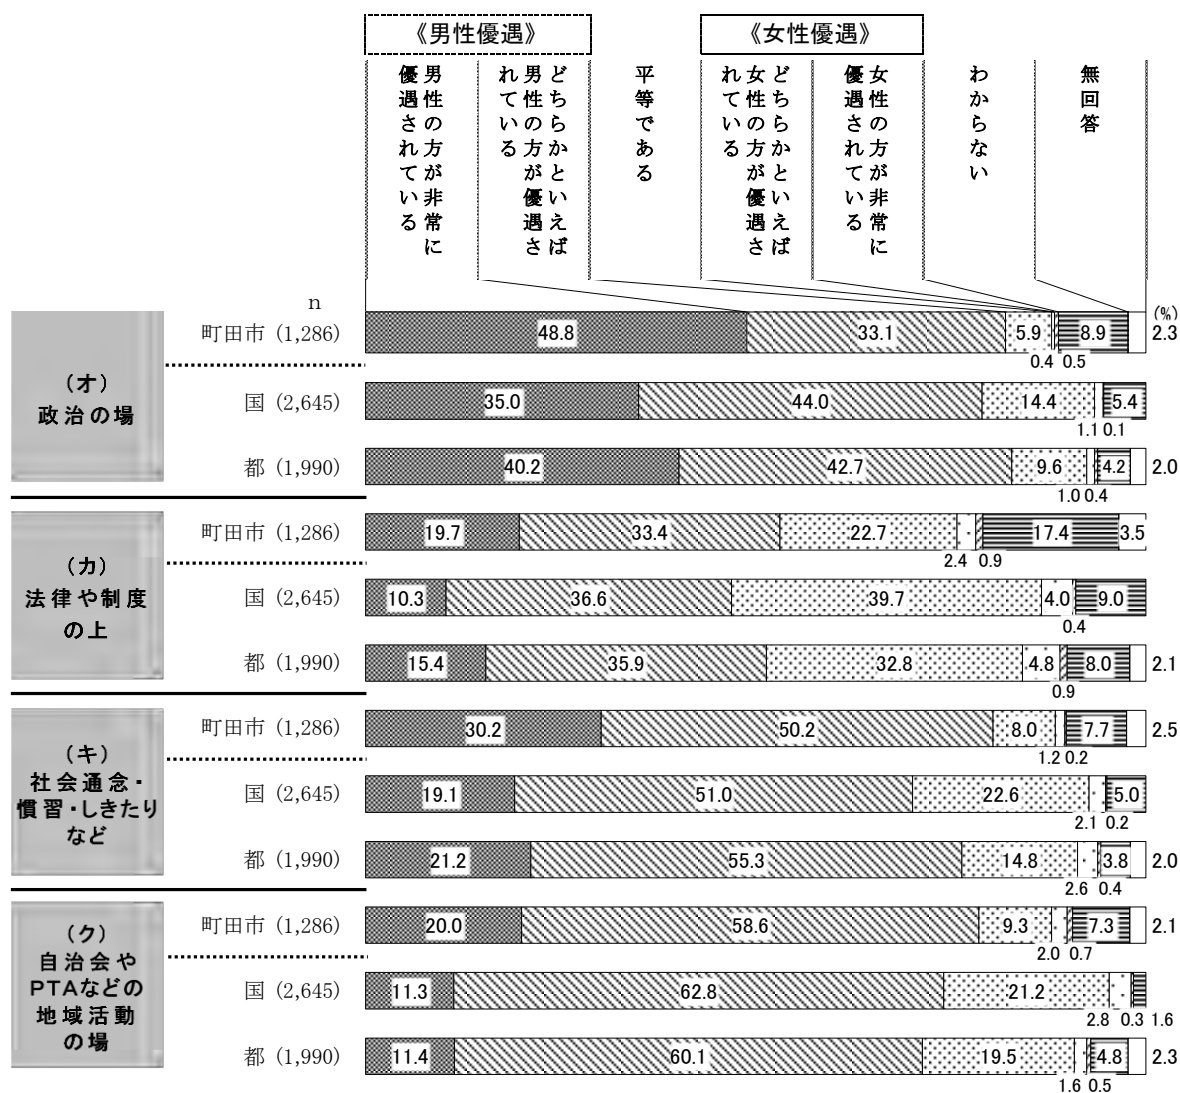 《男性優遇》
《女性優遇》
男性の方が非常に
優遇されている
どちらかといえば
男性の方が優遇さ
れている
平等である
どちらかといえば
女性の方が優遇さ
れている
女性の方が非常に
優遇されている
わからない
無回答
n
(%)
（オ）
政治の場
町田市 (1,286) 48.8 33.1 5.9 0.4 0.5 8.9 2.3
国 (2,645) 35.0 44.0 14.4 1.1 0.1 5.4
都 (1,990) 40.2 42.7 9.6 1.0 0.4 4.2 2.0
（カ）
法律や制度
の上
町田市 (1,286) 19.7 33.4 22.7 2.4 0.9 17.4 3.5
国 (2,645) 10.3 36.6 39.7 4.0 0.4 9.0
都 (1,990) 15.4 35.9 32.8 4.8 0.9 8.0 2.1
（キ）
社会通念・
慣習・しきたり
など
町田市 (1,286) 30.2 50.2 8.0 1.2 0.2 7.7 2.5
国 (2,645) 19.1 51.0 22.6 2.1 0.2 5.0
都 (1,990) 21.2 55.3 14.8 2.6 0.4 3.8 2.0
（ク）
自治会や
PTAなどの
地域活動
の場
町田市 (1,286) 20.0 58.6 9.3 2.0 0.7 7.3 2.1
国 (2,645) 11.3 62.8 21.2 2.8 0.3 1.6
都 (1,990) 11.4 60.1 19.5 1.6 0.5 4.8 2.3